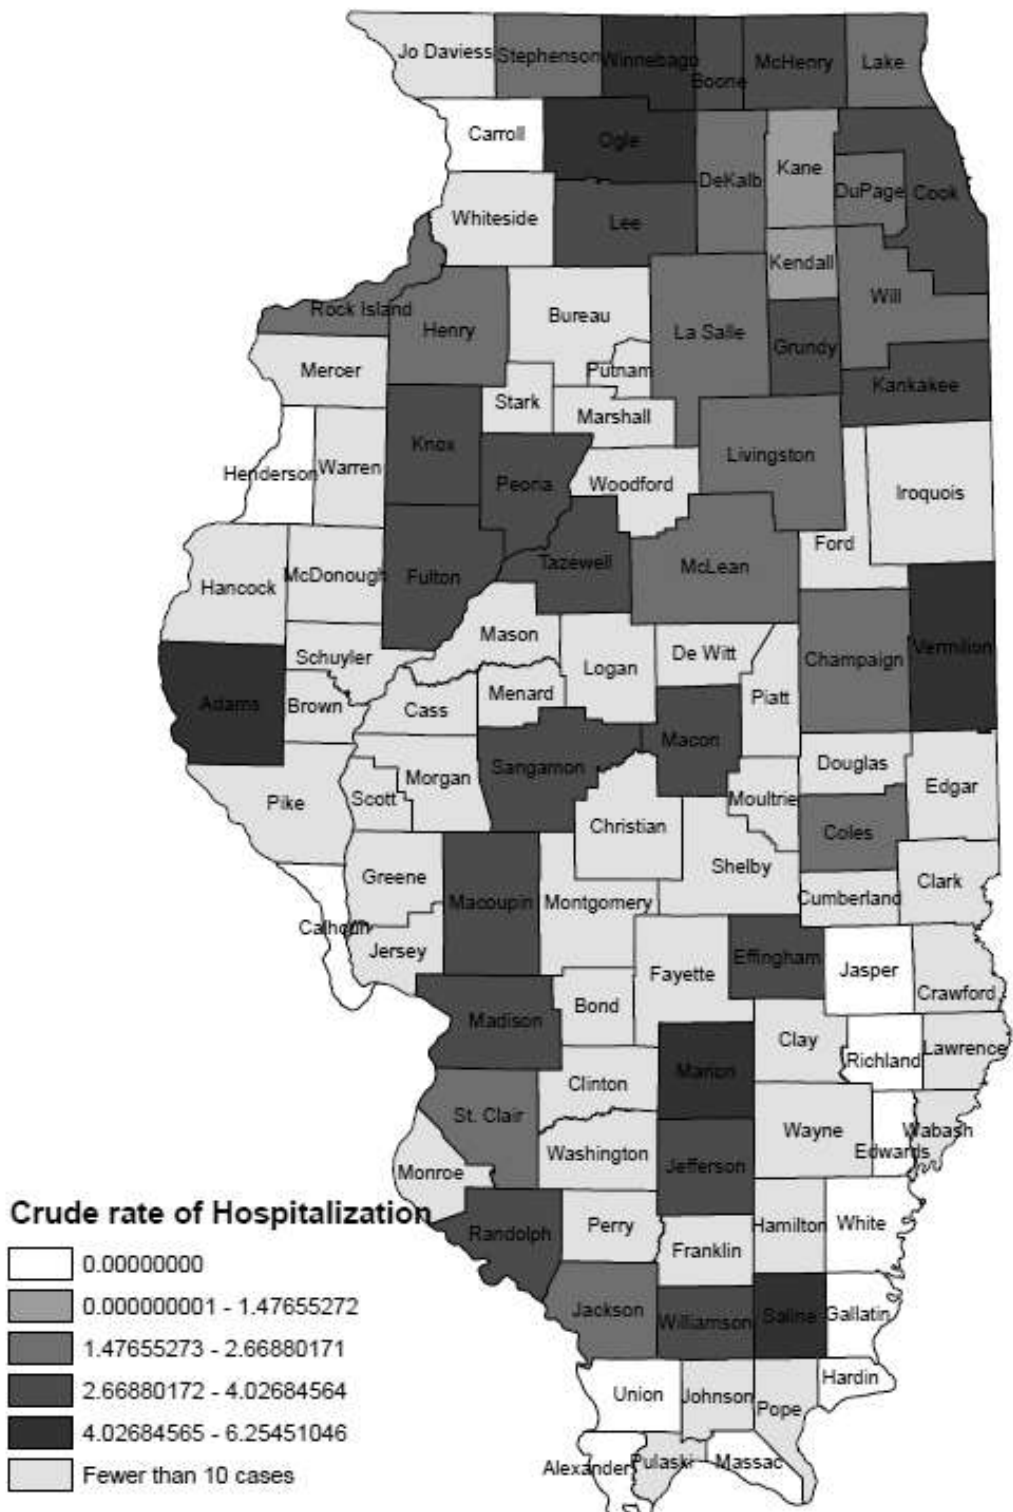 Jo Daviess
Stephenson
Winnebago
Boone
McHenry
Lake
Carroll
Ogle
DeKalb
Kane
DuPage
Cook
Whiteside
Lee
Kendall
Rock Island
Henry
Bureau
La Salle
Will
Grundy
Mercer
Putnam
Kankakee
Stark
Marshall
Knox
Livingston
Henderson
Warren
Peoria
Woodford
Iroquois
Ford
Hancock
McDonough
Fulton
Tazewell
McLean
Mason
Schuyler
Logan
De Witt
Champaign
Vermilion
Adams
Brown
Cass
Menard
Piatt
Macon
Sangamon
Morgan
Scott
Pike
Douglas
Edgar
Moultrie
Christian
Coles
Shelby
Greene
Macoupin
Montgomery
Cumberland
Clark
Calhoun
Jersey
Fayette
Effingham
Jasper
Crawford
Madison
Bond
Clay
Richland
Lawrence
Marion
Clinton
St. Clair
Wayne
Wabash
Edwards
Washington
Jefferson
Monroe
Randolph
Perry
Hamilton
White
Franklin
Jackson
Williamson
Saline
Gallatin
Union
Johnson
Pope
Hardin
Alexander
Pulaski
Massac
Crude rate of Hospitalization
0.00000000
0.000000001 - 1.47655272
1.47655273 - 2.66880171
2.66880172 - 4.02684564
4.02684565 - 6.25451046
Fewer than 10 cases